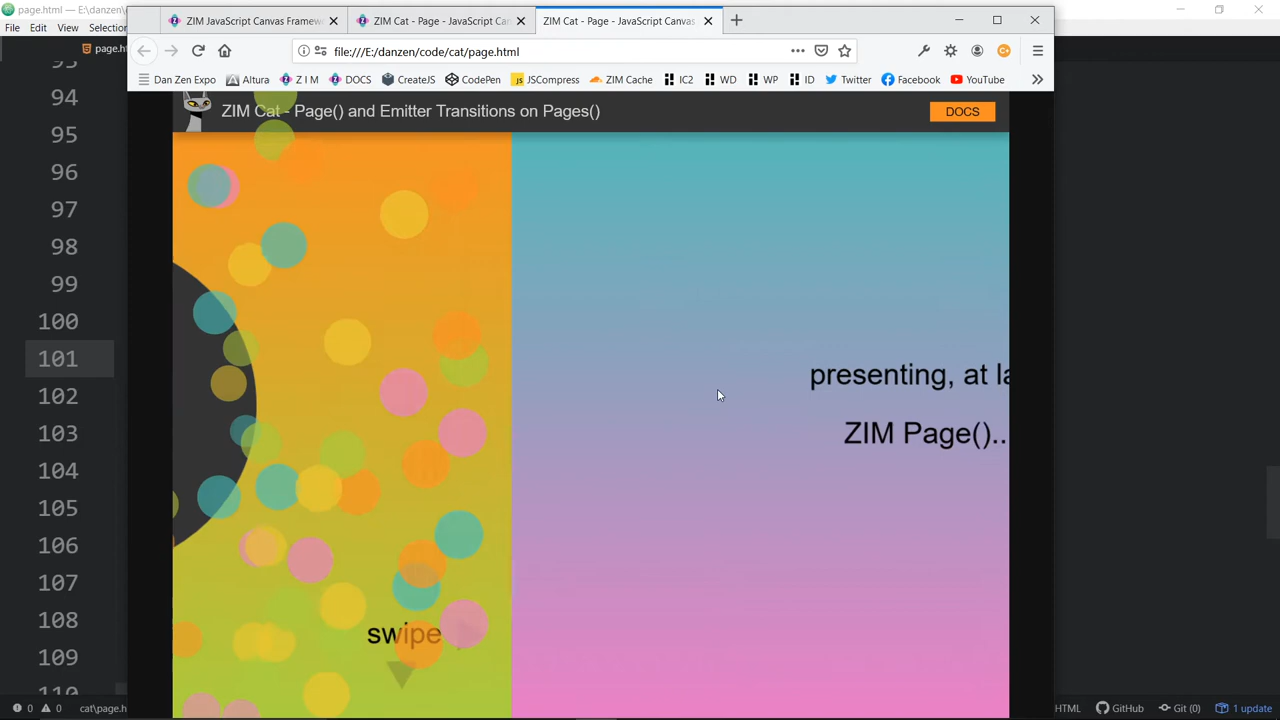 ZIM JavaScript Canvas Framew
ZIM Cat - Page - JavaScript Can
ZIM Cat - Page - JavaScript Canvas
page.html - E:\danzen\
File Edit View Selection
page.h
file:///E:/danzen/code/cat/page.html
Dan Zen Expo
Altura
Z I M
DOCS
CreateJS
CodePen
JSCompress
ZIM Cache
IC2
WD
WP
ID
Twitter
Facebook
YouTube
ZIM Cat - Page() and Emitter Transitions on Pages()
DOCS
93
94
95
96
97
98
99
100
101
102
103
104
105
106
107
108
109
110
presenting, at la
ZIM Page()..
swipe
0 0 cat\page.h
HTML GitHub Git (0) 1 update